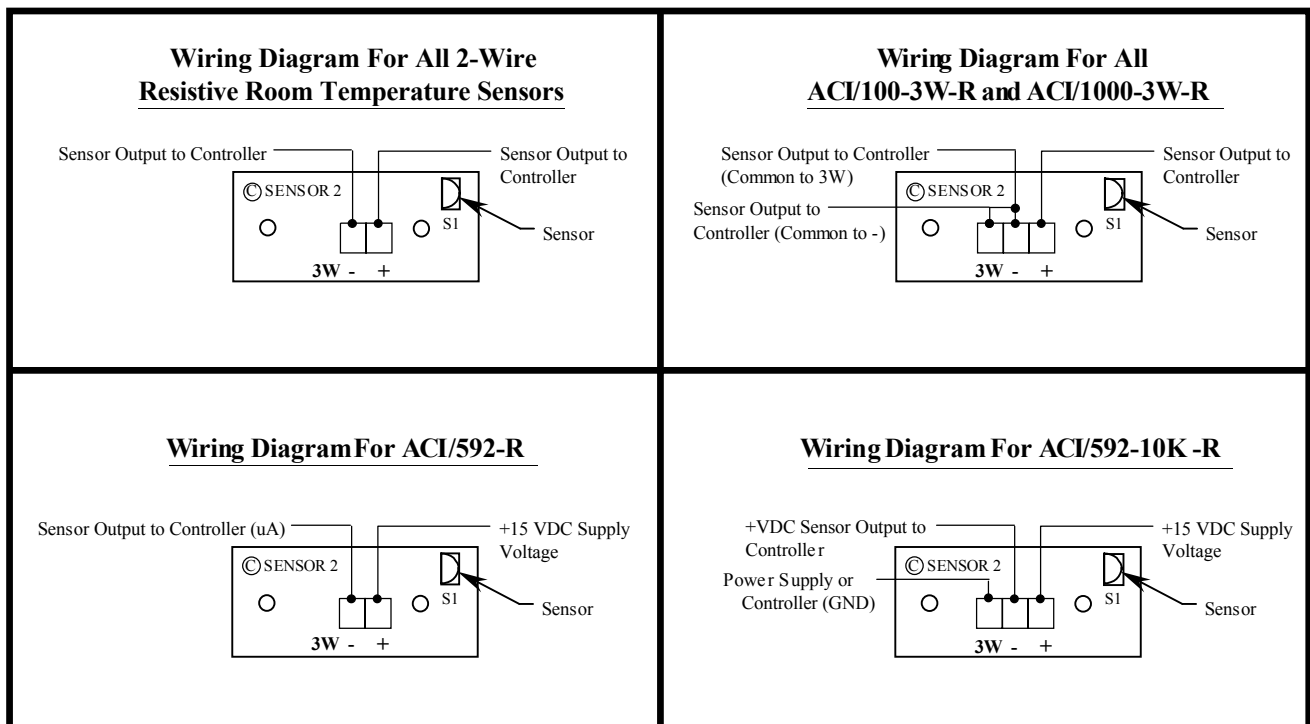 Wiring Diagram For All 2-Wire
Resistive Room Temperature Sensors
Sensor Output to Controller
Sensor Output to
Controller
© SENSOR 2
S1
Sensor
3W - +
Wiring Diagram For All
ACI/100-3W-R and ACI/1000-3W-R
Sensor Output to Controller
(Common to 3W)
Sensor Output to
Controller
© SENSOR 2
Sensor Output to
Controller (Common to -)
S1
Sensor
3W - +
Wiring Diagram For ACI/592-R
Sensor Output to Controller (uA)
+15 VDC Supply
Voltage
© SENSOR 2
S1
Sensor
3W - +
Wiring Diagram For ACI/592-10K -R
+VDC Sensor Output to
Controller
+15 VDC Supply
Voltage
© SENSOR 2
Power Supply or
Controller (GND)
S1
Sensor
3W - +